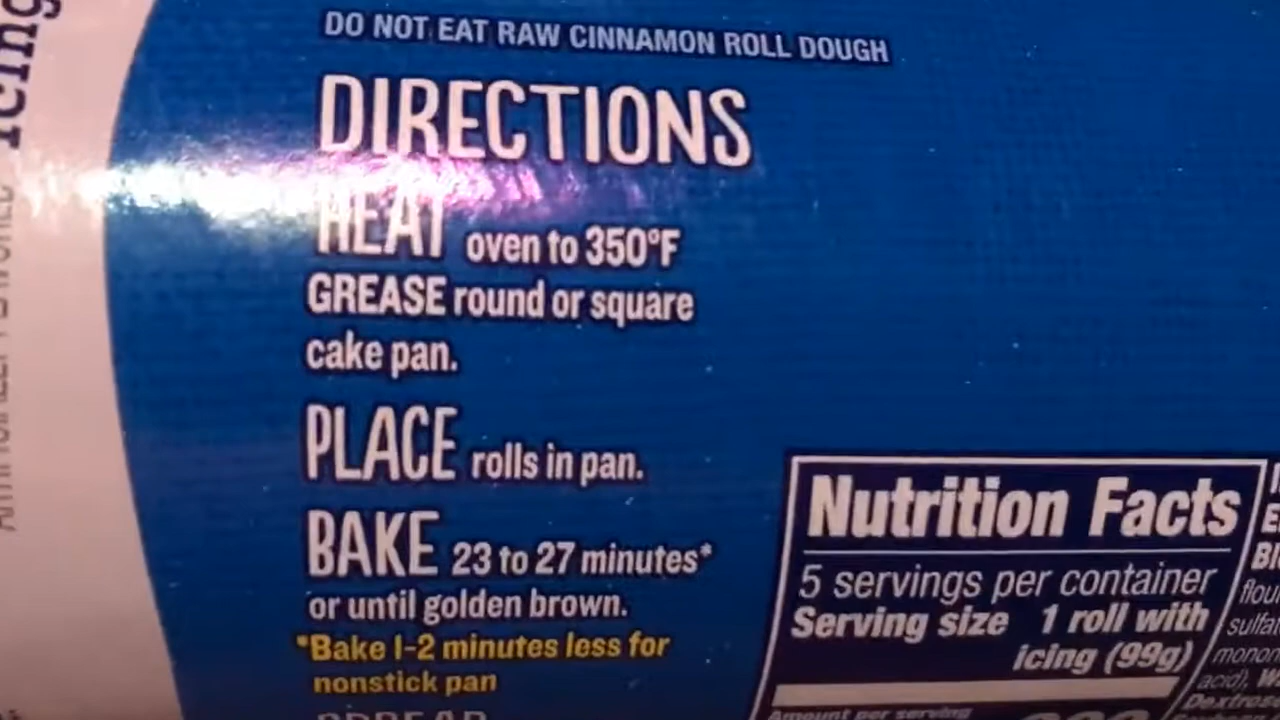 Icing
DO NOT EAT RAW CINNAMON ROLL DOUGH
DIRECTIONS
HEAT oven to 350°F
GREASE round or square
cake pan.
PLACE rolls in pan.
BAKE 23 to 27 minutes*
or until golden brown.
*Bake 1-2 minutes less for
nonstick pan
SPREAD
Nutrition Facts
5 servings per container
Serving size 1 roll with
icing (99g)
Amount per serving